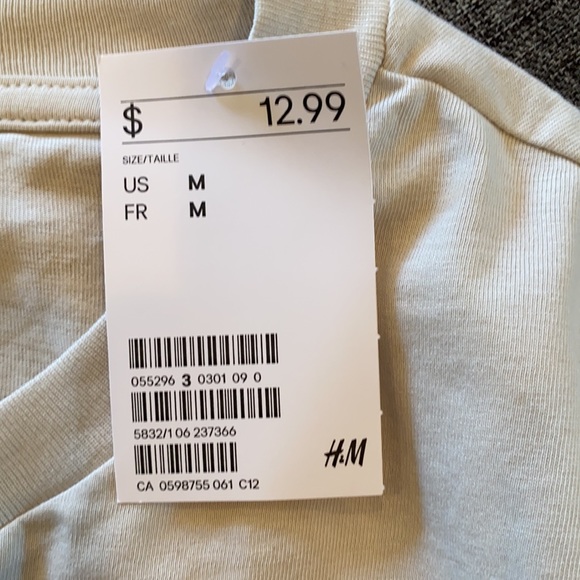 $ 12.99
SIZE/TAILLE
US M
FR M
055296 3 0301 09 0
5832/1 06 237366
H&M
CA 0598755 061 C12